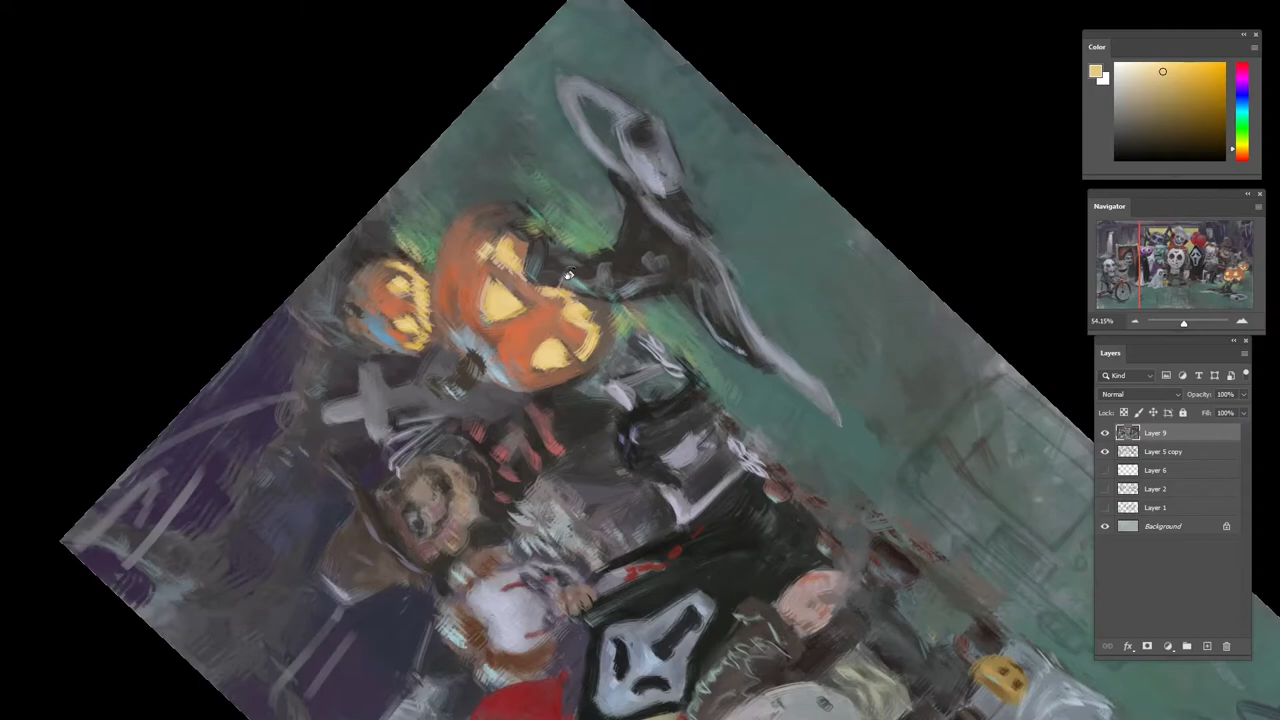 Color
Navigator
54.15%
Layers
Kind
Normal Opacity: 100%
Lock: Fill: 100%
Layer 9
Layer 5 copy
Layer 6
Layer 2
Layer 1
Background
fx